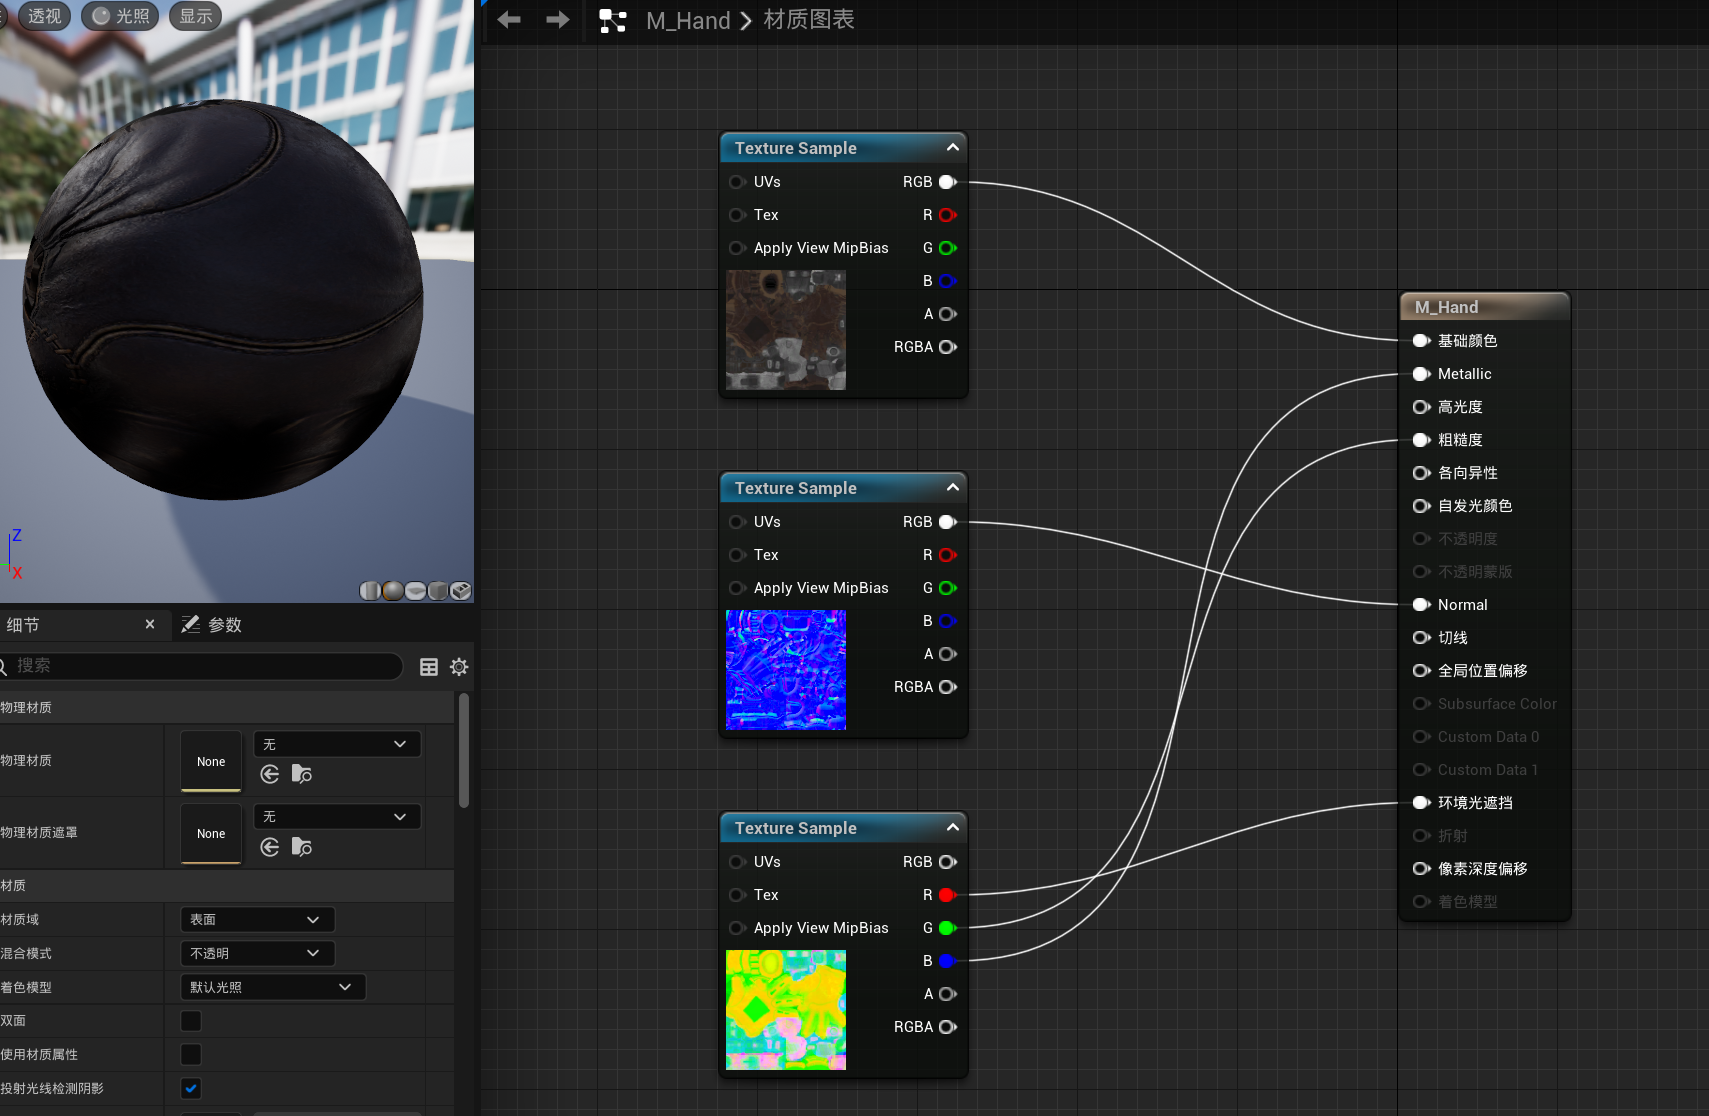 透视
光照
显示
M_Hand
材质图表
Z
X
细节
参数
搜索
物理材质
物理材质
None
无
物理材质遮罩
None
无
材质
材质域
表面
混合模式
不透明
着色模型
默认光照
双面
使用材质属性
投射光线检测阴影
Texture Sample
UVs
RGB
Tex
R
Apply View MipBias
G
B
A
RGBA
Texture Sample
UVs
RGB
Tex
R
Apply View MipBias
G
B
A
RGBA
Texture Sample
UVs
RGB
Tex
R
Apply View MipBias
G
B
A
RGBA
M_Hand
基础颜色
Metallic
高光度
粗糙度
各向异性
自发光颜色
不透明度
不透明蒙版
Normal
切线
全局位置偏移
Subsurface Color
Custom Data 0
Custom Data 1
环境光遮挡
折射
像素深度偏移
着色模型